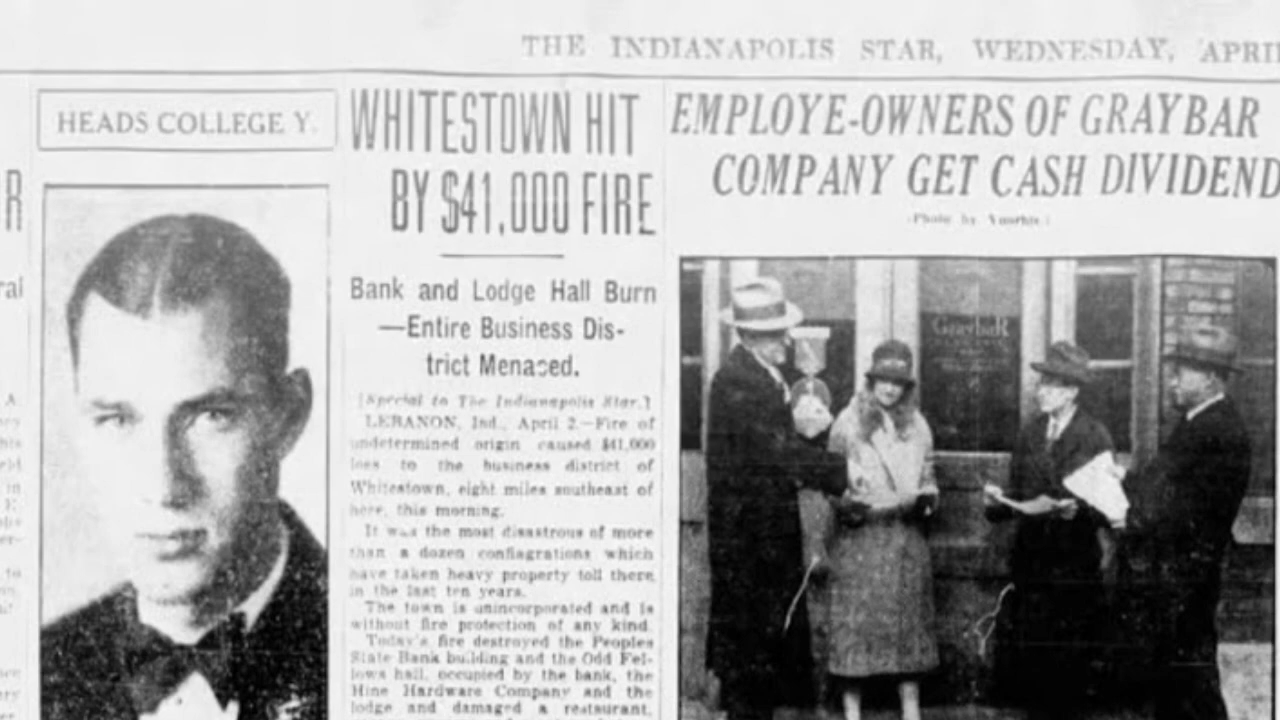 THE INDIANAPOLIS STAR, WEDNESDAY, APRI
HEADS COLLEGE Y.
WHITESTOWN HIT
BY $41,000 FIRE
Bank and Lodge Hall Burn
—Entire Business Dis-
trict Menaced.
[Special to The Indianapolis Star.]
LEBANON, Ind., April 2.—Fire of
undetermined origin caused $41,000
loss to the business district of
Whitestown, eight miles southeast of
here, this morning.
It was the most disastrous of more
than a dozen conflagrations which
have taken heavy property toll there
in the last ten years.
The town is unincorporated and is
without fire protection of any kind.
Today's fire destroyed the Peoples
State Bank building and the Odd Fel-
lows hall, occupied by the bank, the
Hine Hardware Company and the
lodge and damaged a restaurant,
EMPLOYE-OWNERS OF GRAYBAR
COMPANY GET CASH DIVIDEND
(Photo by Voorhis.)
GraybaR
R
ral